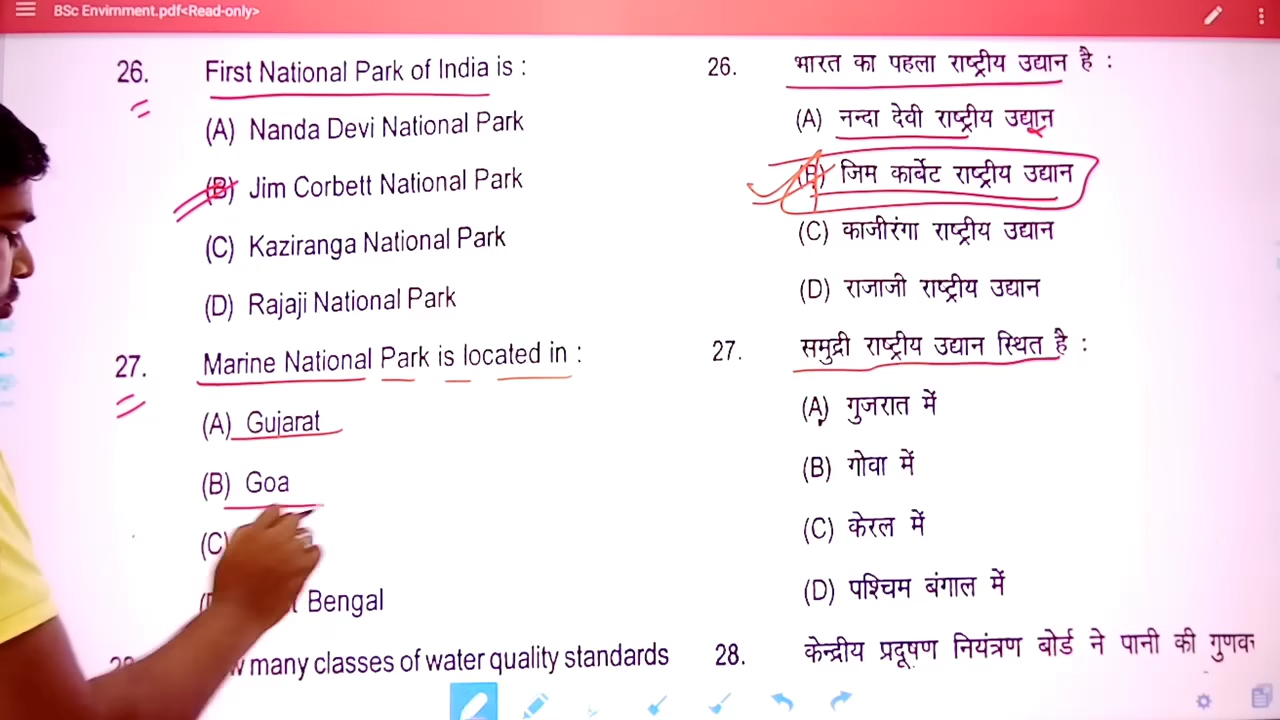 BSc Envirnment.pdf<Read-only>
26. First National Park of India is :
(A) Nanda Devi National Park
(B) Jim Corbett National Park
(C) Kaziranga National Park
(D) Rajaji National Park
27. Marine National Park is located in :
(A) Gujarat
(B) Goa
(C)
Bengal
many classes of water quality standards
26. भारत का पहला राष्ट्रीय उद्यान है :
(A) नन्दा देवी राष्ट्रीय उद्यान
(B) जिम कार्बेट राष्ट्रीय उद्यान
(C) काजीरंगा राष्ट्रीय उद्यान
(D) राजाजी राष्ट्रीय उद्यान
27. समुद्री राष्ट्रीय उद्यान स्थित है :
(A) गुजरात में
(B) गोवा में
(C) केरल में
(D) पश्चिम बंगाल में
28. केन्द्रीय प्रदूषण नियंत्रण बोर्ड ने पानी की